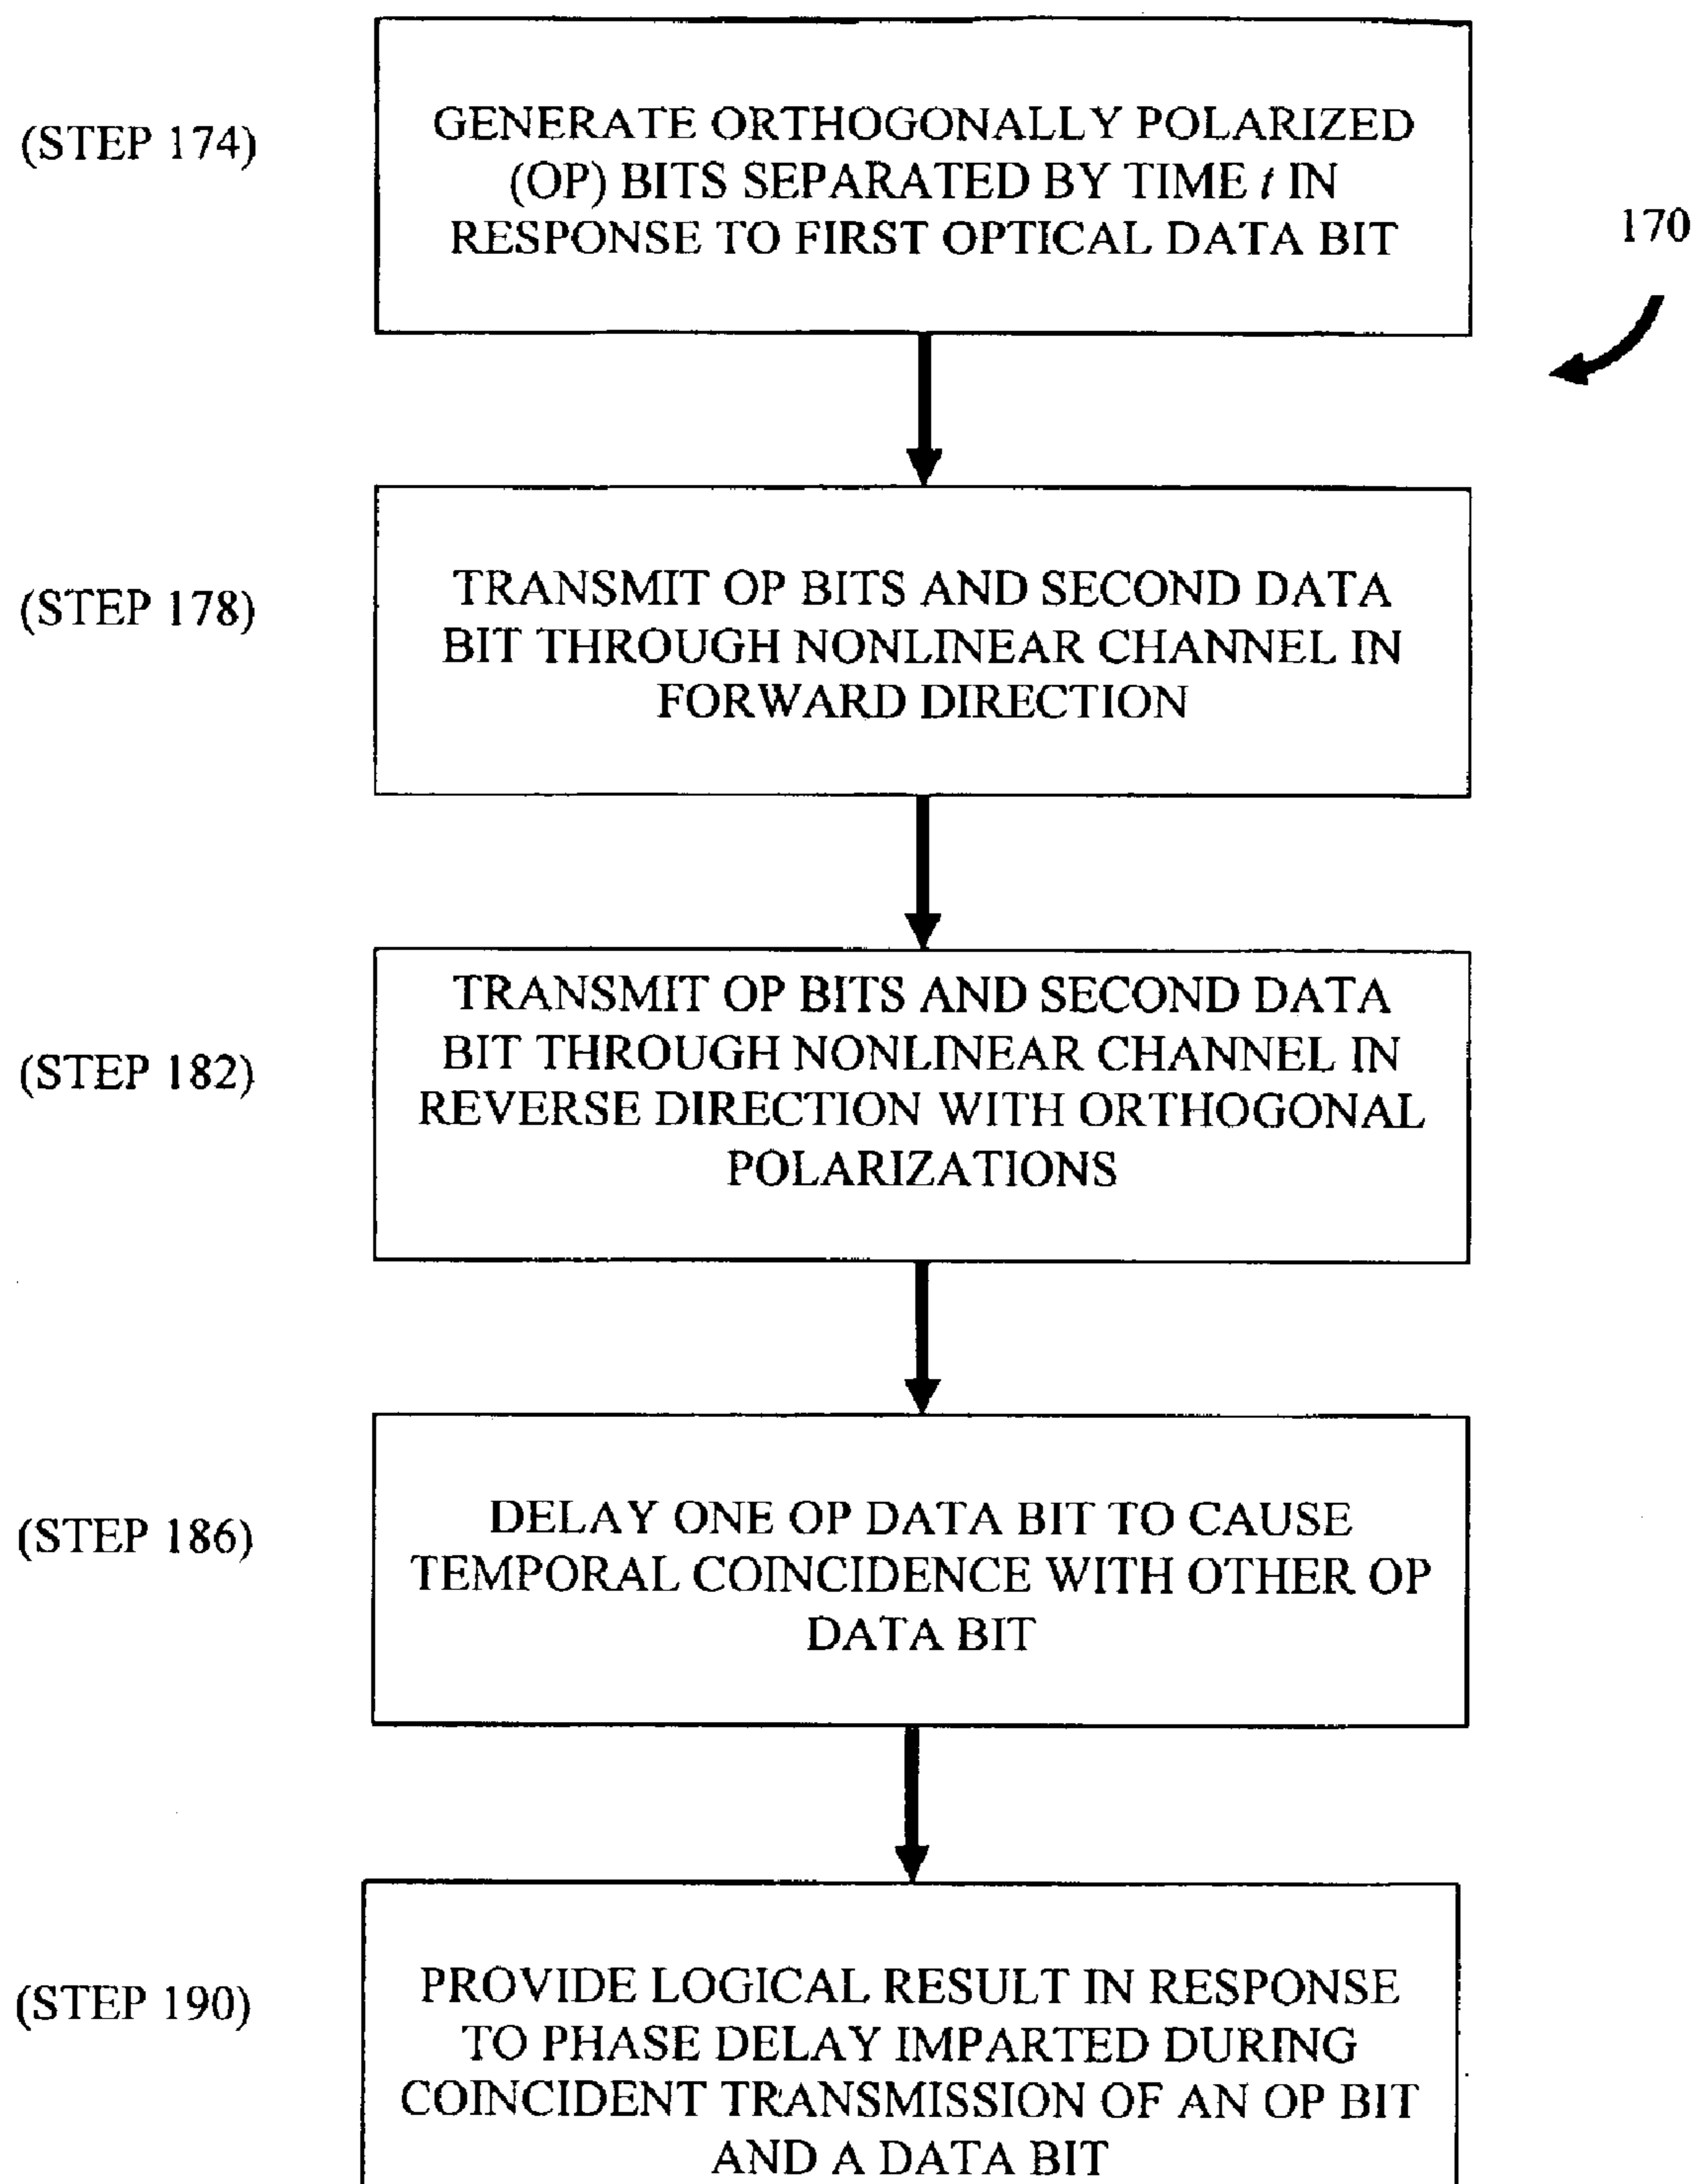 (STEP 174)
GENERATE ORTHOGONALLY POLARIZED
(OP) BITS SEPARATED BY TIME t IN
RESPONSE TO FIRST OPTICAL DATA BIT
170
(STEP 178)
TRANSMIT OP BITS AND SECOND DATA
BIT THROUGH NONLINEAR CHANNEL IN
FORWARD DIRECTION
(STEP 182)
TRANSMIT OP BITS AND SECOND DATA
BIT THROUGH NONLINEAR CHANNEL IN
REVERSE DIRECTION WITH ORTHOGONAL
POLARIZATIONS
(STEP 186)
DELAY ONE OP DATA BIT TO CAUSE
TEMPORAL COINCIDENCE WITH OTHER OP
DATA BIT
(STEP 190)
PROVIDE LOGICAL RESULT IN RESPONSE
TO PHASE DELAY IMPARTED DURING
COINCIDENT TRANSMISSION OF AN OP BIT
AND A DATA BIT